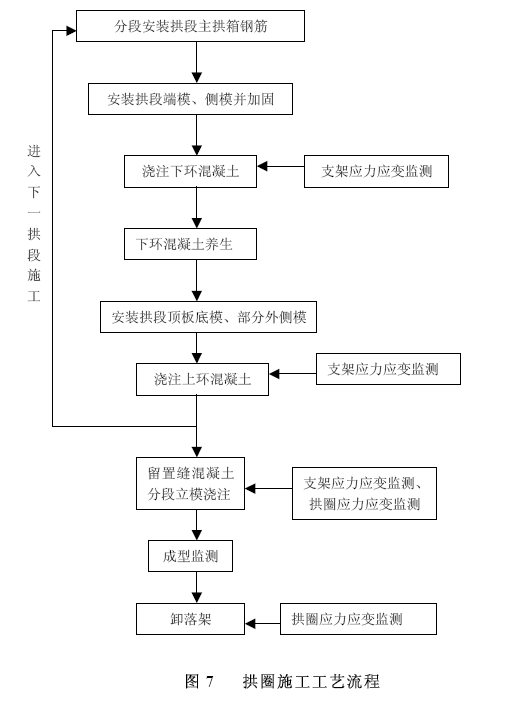 分段安装拱段主拱箱钢筋
安装拱段端模、侧模并加固
浇注下环混凝土
支架应力应变监测
下环混凝土养生
安装拱段顶板底模、部分外侧模
浇注上环混凝土
支架应力应变监测
进入下一拱段施工
留置缝混凝土
分段立模浇注
支架应力应变监测、
拱圈应力应变监测
成型监测
卸落架
拱圈应力应变监测
图 7 拱圈施工工艺流程